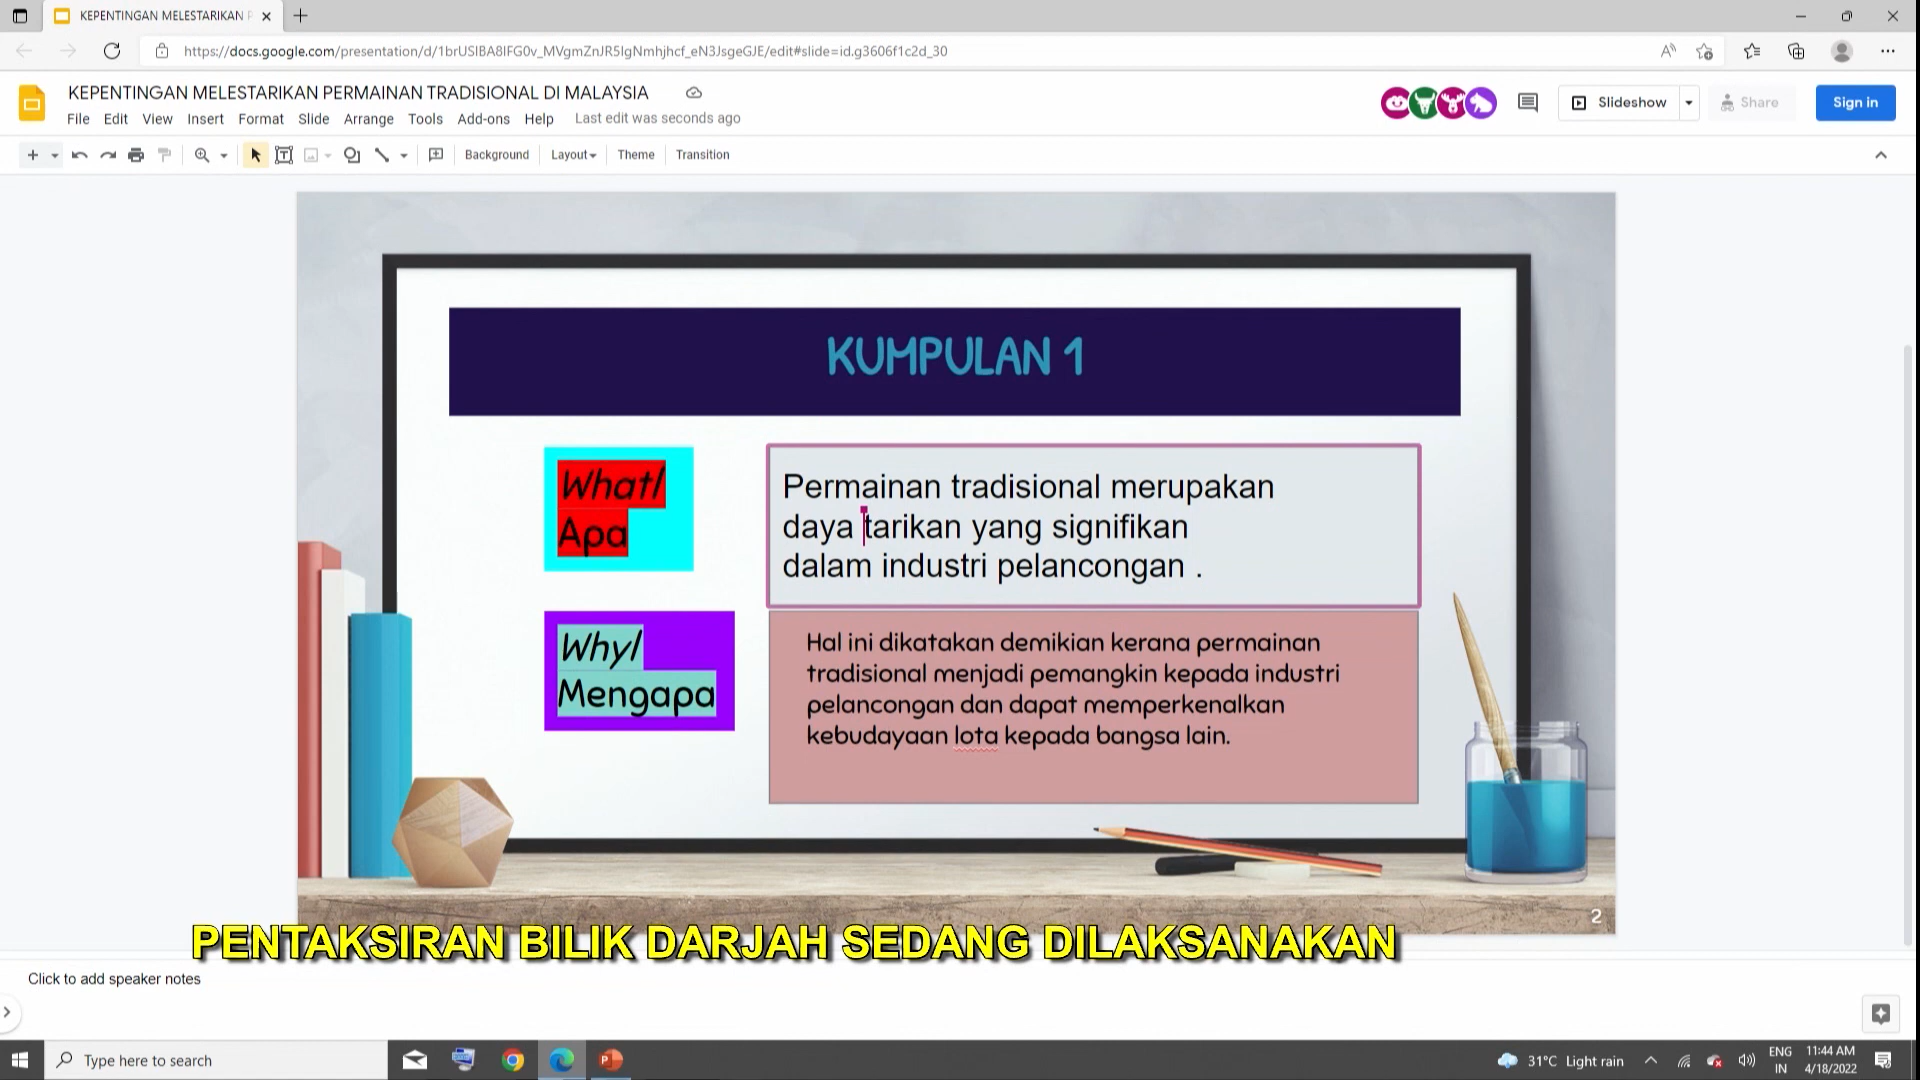 KEPENTINGAN MELESTARIKAN P
https://docs.google.com/presentation/d/1brUSlBA8lFG0v_MVgmZnJR5lgNmhjhcf_eN3JsgeGJE/edit#slide=id.g3606f1c2d_30
KEPENTINGAN MELESTARIKAN PERMAINAN TRADISIONAL DI MALAYSIA
File Edit View Insert Format Slide Arrange Tools Add-ons Help Last edit was seconds ago
Slideshow Share Sign in
Background Layout Theme Transition
KUMPULAN 1
What/
Apa
Permainan tradisional merupakan
daya tarikan yang signifikan
dalam industri pelancongan .
Why/
Mengapa
Hal ini dikatakan demikian kerana permainan
tradisional menjadi pemangkin kepada industri
pelancongan dan dapat memperkenalkan
kebudayaan lota kepada bangsa lain.
2
PENTAKSIRAN BILIK DARJAH SEDANG DILAKSANAKAN
Click to add speaker notes
Type here to search
31°C Light rain
ENG
IN
11:44 AM
4/18/2022